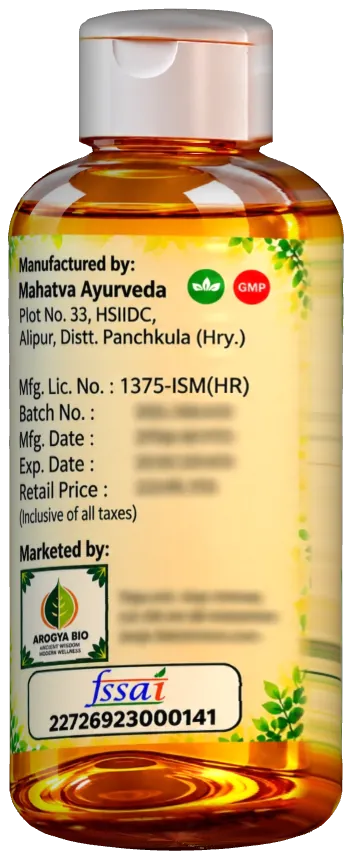 Manufactured by:
Mahatva Ayurveda
GMP
Plot No. 33, HSIIDC,
Alipur, Distt. Panchkula (Hry.)
Mfg. Lic. No. : 1375-ISM(HR)
Batch No. :
Mfg. Date :
Exp. Date :
Retail Price :
(Inclusive of all taxes)
Marketed by:
AROGYA BIO
ANCIENT WISDOM
MODERN WELLNESS
fssai
22726923000141